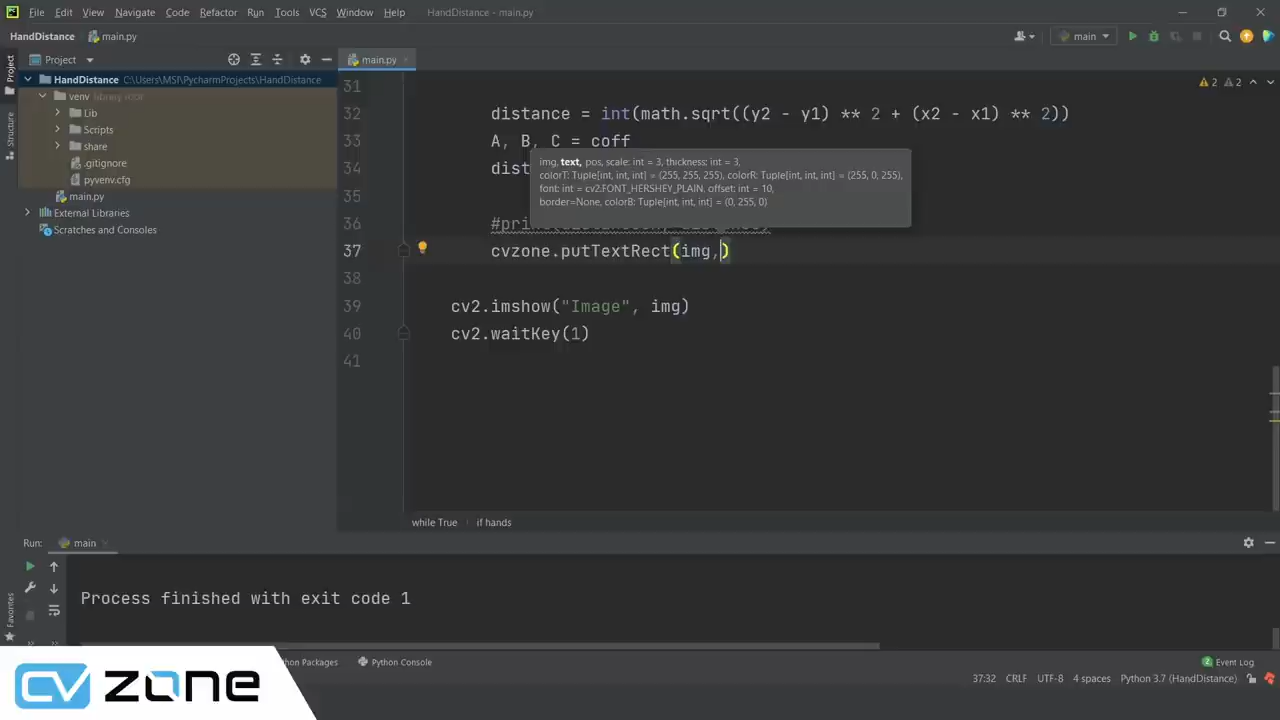 File Edit View Navigate Code Refactor Run Tools VCS Window Help HandDistance - main.py
HandDistance main.py main
Project main.py
Project
Structure
Favorites
HandDistance C:\Users\MSI\PycharmProjects\HandDistance
venv library root
Lib
Scripts
share
.gitignore
pyvenv.cfg
main.py
External Libraries
Scratches and Consoles
2 2
31
32 distance = int(math.sqrt((y2 - y1) ** 2 + (x2 - x1) ** 2))
33 A, B, C = coff
34 dist
img, text, pos, scale: int = 3, thickness: int = 3,
colorT: Tuple[int, int, int] = (255, 255, 255), colorR: Tuple[int, int, int] = (255, 0, 255),
font: int = cv2.FONT_HERSHEY_PLAIN, offset: int = 10,
border=None, colorB: Tuple[int, int, int] = (0, 255, 0)
35
36
37 cvzone.putTextRect(img,)
38
39 cv2.imshow("Image", img)
40 cv2.waitKey(1)
41
while True if hands
Run: main
Process finished with exit code 1
Python Packages Python Console 2 Event Log
37:32 CRLF UTF-8 4 spaces Python 3.7 (HandDistance)
CVZONE